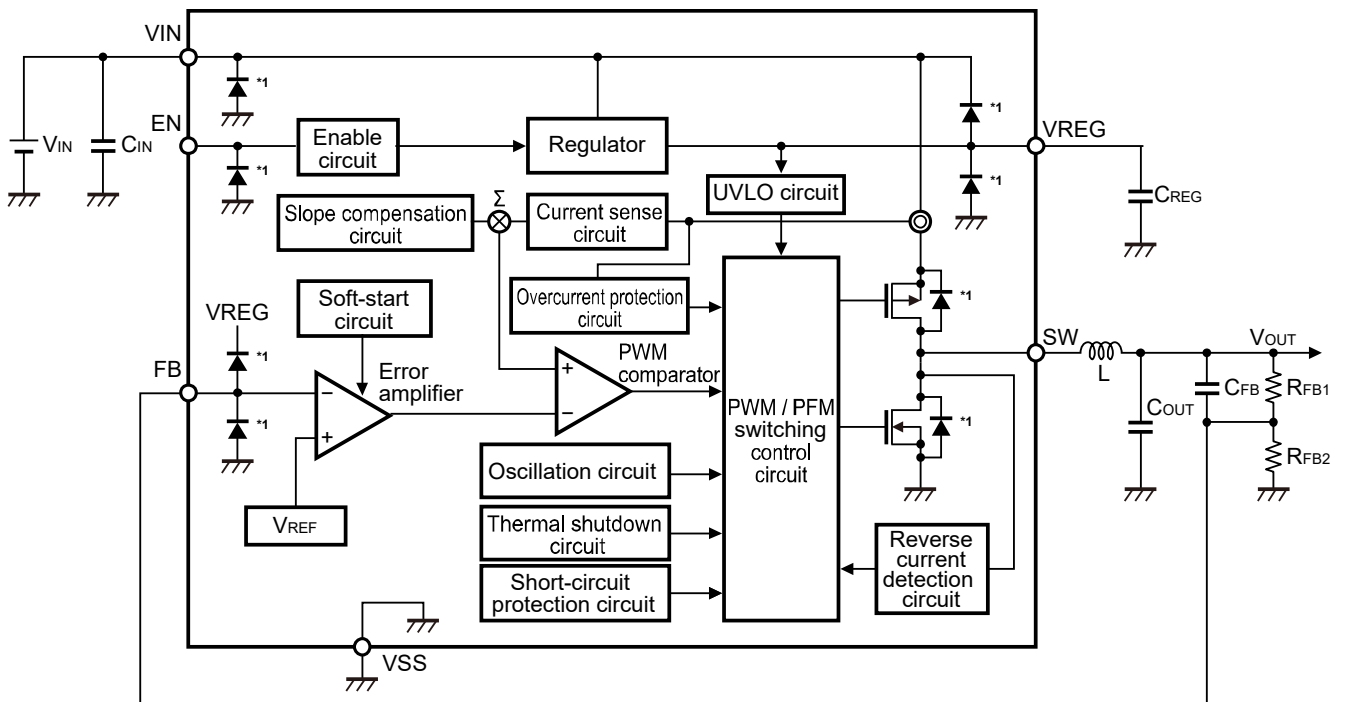 VIN
*1
*1
EN
VIN
CIN
Enable
circuit
Regulator
VREG
*1
*1
CREG
UVLO circuit
Σ
Slope compensation
circuit
Current sense
circuit
Overcurrent protection
circuit
Soft-start
circuit
VREG
*1
FB
*1
Error
amplifier
−
+
VREF
+
−
PWM
comparator
PWM / PFM
switching
control
circuit
*1
*1
SW
L
VOUT
COUT
CFB
RFB1
RFB2
Oscillation circuit
Thermal shutdown
circuit
Short-circuit
protection circuit
Reverse
current
detection
circuit
VSS